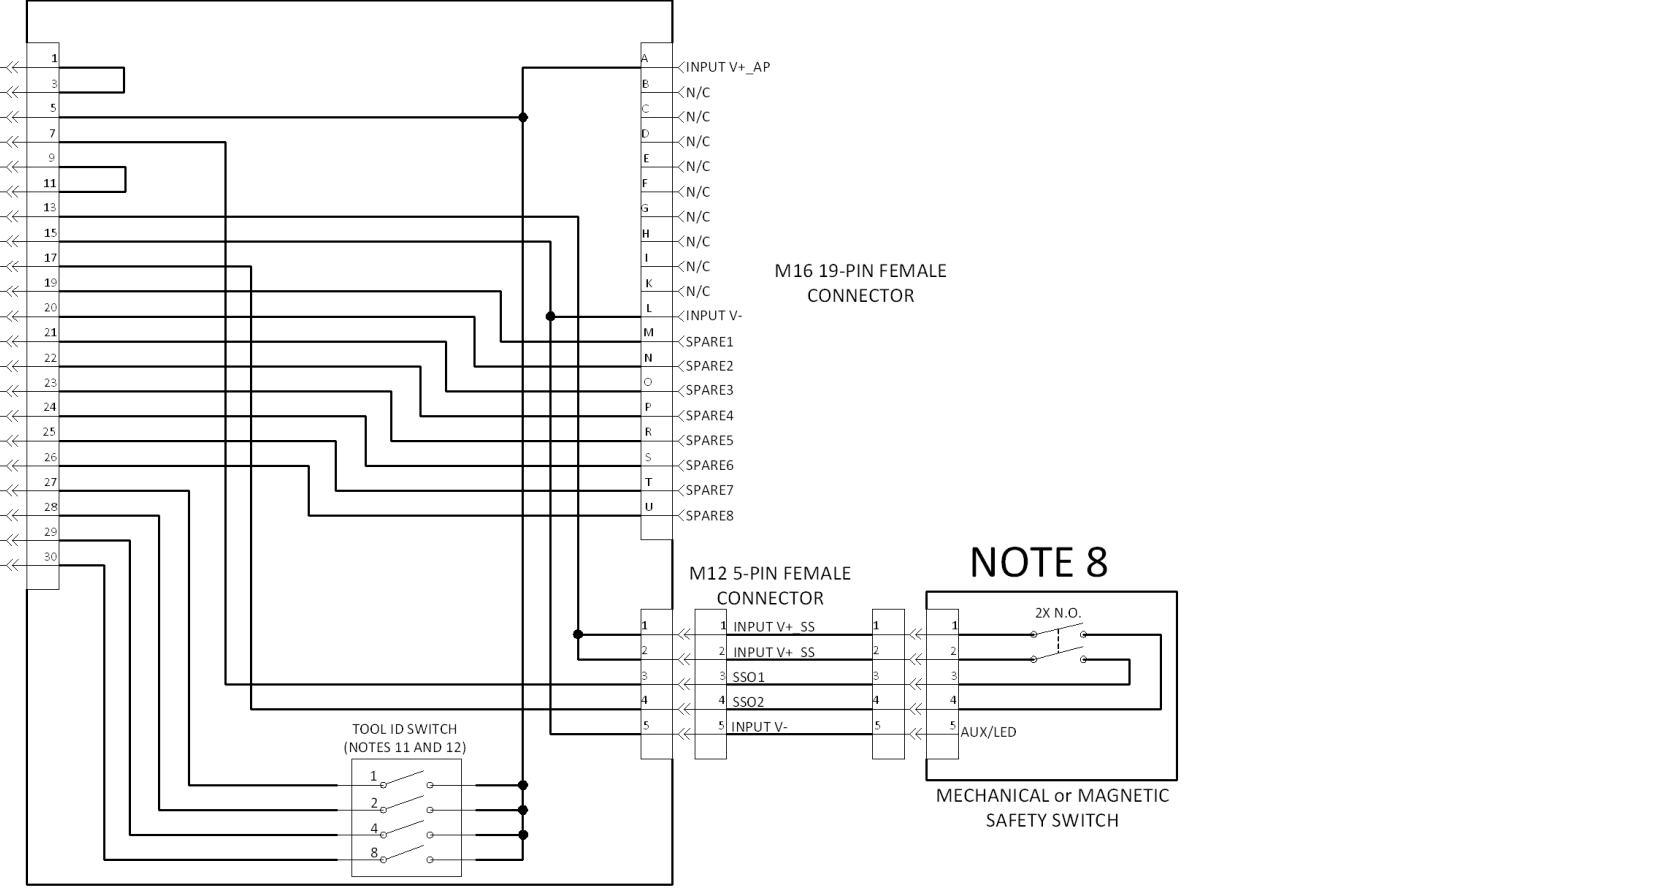 1
3
5
7
9
11
13
15
17
19
20
21
22
23
24
25
26
27
28
29
30
A INPUT V+_AP
B N/C
C N/C
D N/C
E N/C
F N/C
G N/C
H N/C
I N/C
K N/C
L INPUT V-
M SPARE1
N SPARE2
O SPARE3
P SPARE4
R SPARE5
S SPARE6
T SPARE7
U SPARE8
M16 19-PIN FEMALE
CONNECTOR
M12 5-PIN FEMALE
CONNECTOR
NOTE 8
2X N.O.
1 1 INPUT V+_SS 1 1
2 2 INPUT V+_SS 2 2
3 3 SSO1 3 3
4 4 SSO2 4 4
5 5 INPUT V- 5 5 AUX/LED
MECHANICAL or MAGNETIC
SAFETY SWITCH
TOOL ID SWITCH
(NOTES 11 AND 12)
1
2
4
8